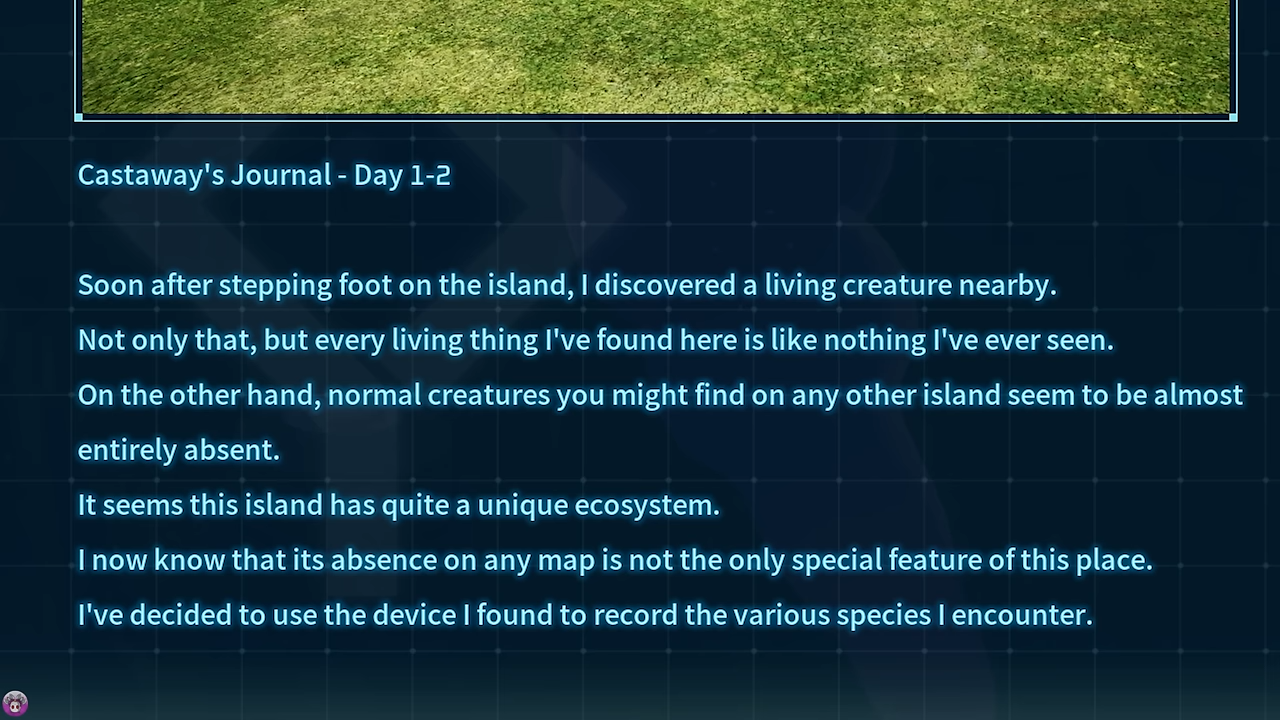 Castaway's Journal - Day 1-2
Soon after stepping foot on the island, I discovered a living creature nearby.
Not only that, but every living thing I've found here is like nothing I've ever seen.
On the other hand, normal creatures you might find on any other island seem to be almost
entirely absent.
It seems this island has quite a unique ecosystem.
I now know that its absence on any map is not the only special feature of this place.
I've decided to use the device I found to record the various species I encounter.